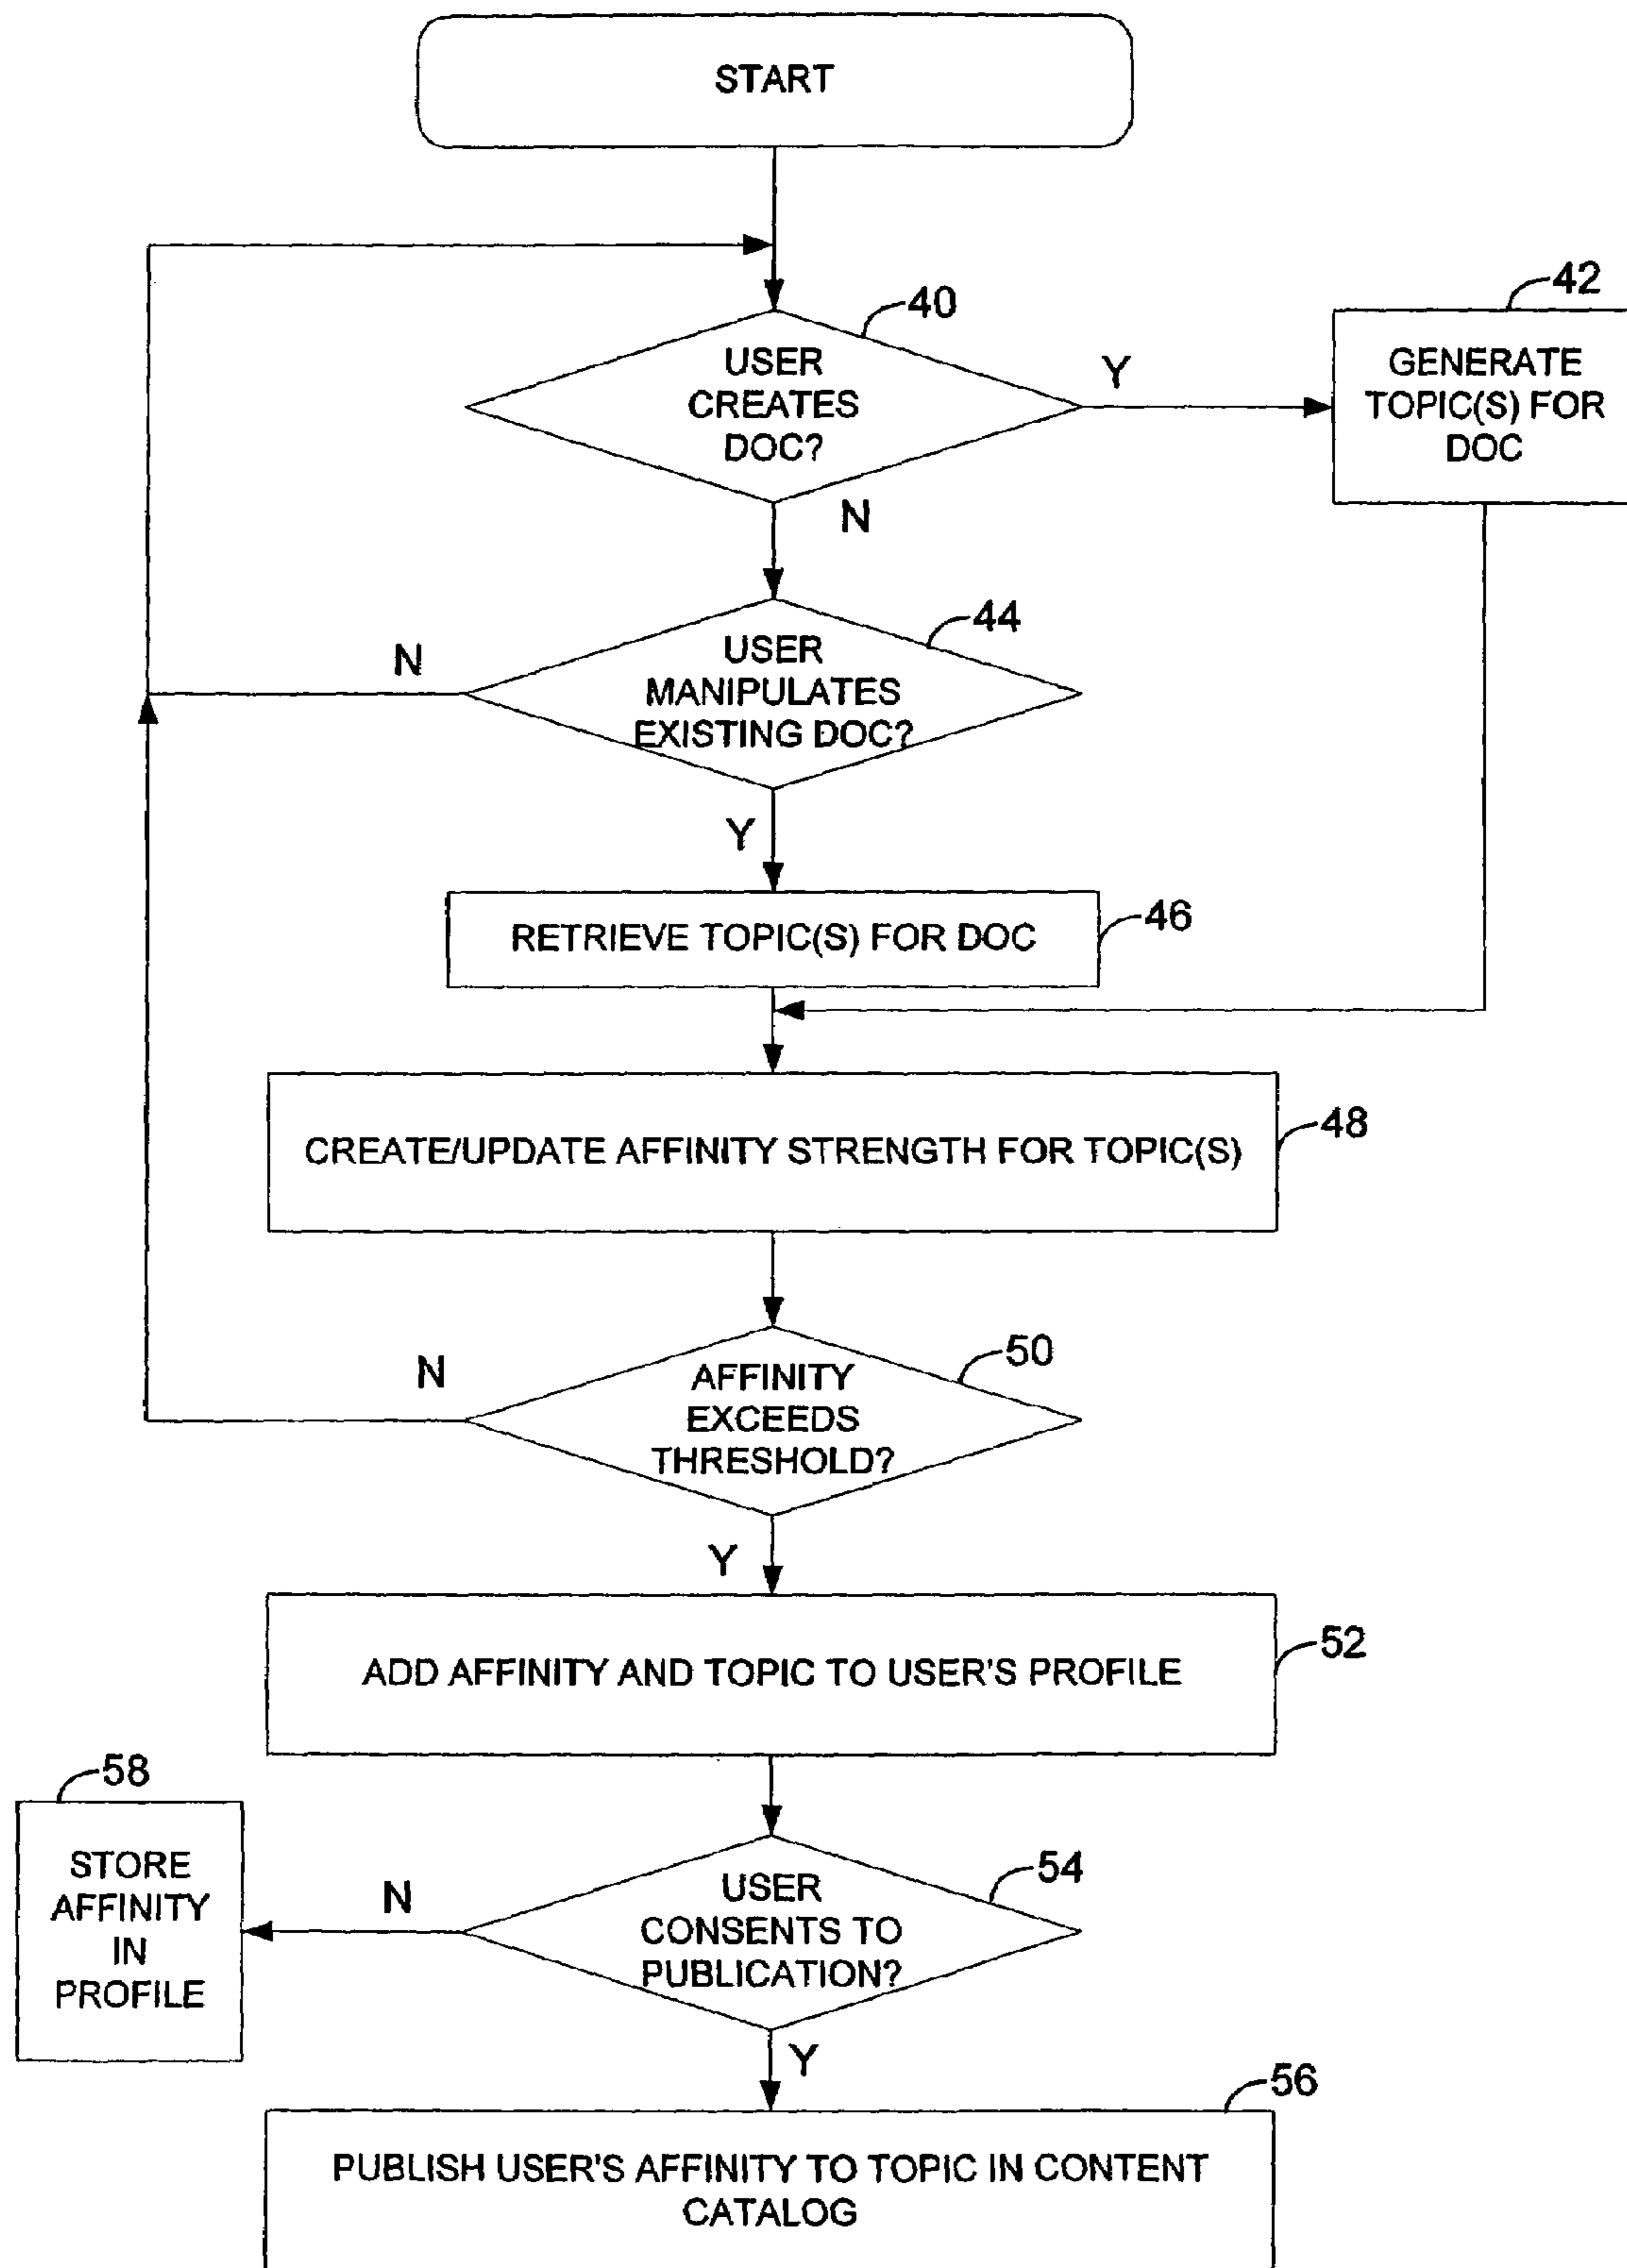 START
40
USER
CREATES
DOC?
Y
42
GENERATE
TOPIC(S) FOR
DOC
N
44
USER
MANIPULATES
EXISTING DOC?
N
Y
RETRIEVE TOPIC(S) FOR DOC
46
CREATE/UPDATE AFFINITY STRENGTH FOR TOPIC(S)
48
50
AFFINITY
EXCEEDS
THRESHOLD?
N
Y
ADD AFFINITY AND TOPIC TO USER'S PROFILE
52
58
STORE
AFFINITY
IN
PROFILE
N
54
USER
CONSENTS TO
PUBLICATION?
Y
56
PUBLISH USER'S AFFINITY TO TOPIC IN CONTENT
CATALOG